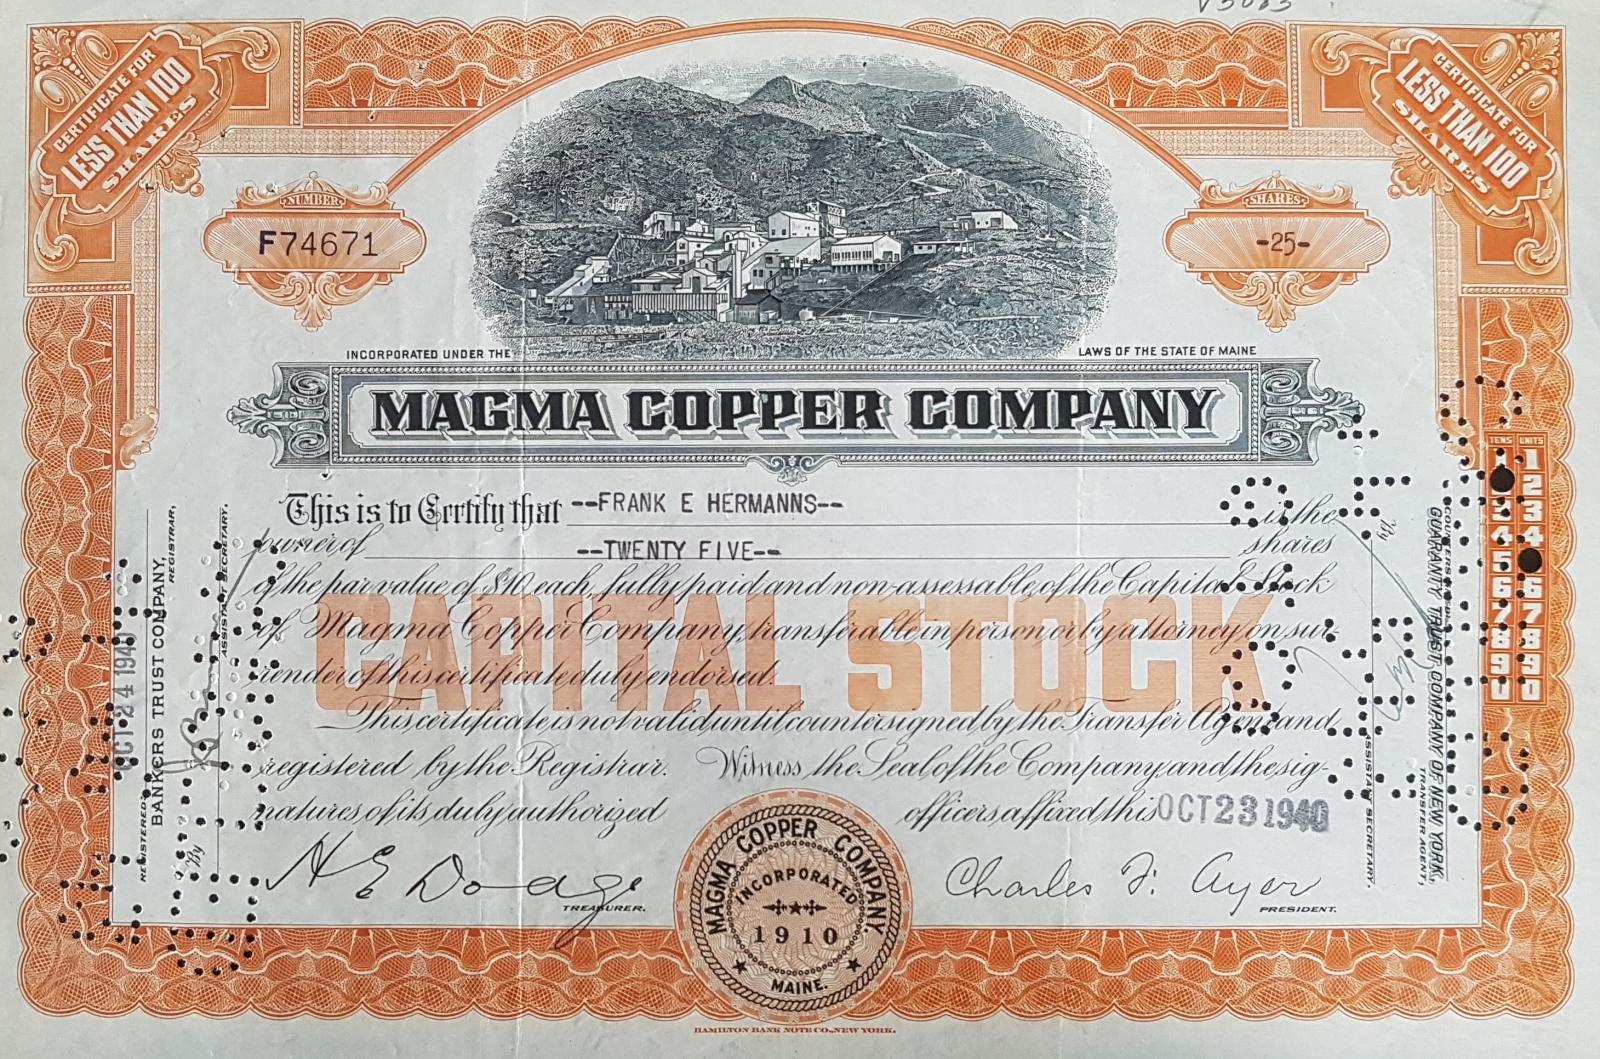 V5083
CERTIFICATE FOR
LESS THAN 100
SHARES
CERTIFICATE FOR
LESS THAN 100
SHARES
NUMBER
F74671
SHARES
-25-
INCORPORATED UNDER THE LAWS OF THE STATE OF MAINE
MAGMA COPPER COMPANY
This is to Certify that --FRANK E HERMANNS-- is the
owner of --TWENTY FIVE-- shares
of the par value of $10 each, fully paid and non-assessable, of the Capital Stock
of Magma Copper Company, transferable in person or by attorney on sur-
render of this certificate duly endorsed.
This certificate is not valid until countersigned by the Transfer Agent and
registered by the Registrar. Witness the Seal of the Company and the sig-
natures of its duly authorized officers affixed this OCT 23 1940
CAPITAL STOCK
H E Dodge
TREASURER.
Charles F. Ayer
PRESIDENT.
MAGMA COPPER COMPANY
INCORPORATED
1910
MAINE.
OCT 24 1940
REGISTERED:
BANKERS TRUST COMPANY,
REGISTRAR,
By
ASSISTANT SECRETARY.
COUNTERSIGNED:
GUARANTY TRUST COMPANY OF NEW YORK,
TRANSFER AGENT,
By
ASSISTANT SECRETARY.
TENS UNITS
1
2
3 3
4 4
5
6 6
7 7
8 8
9 9
0 0
HAMILTON BANK NOTE CO., NEW YORK.